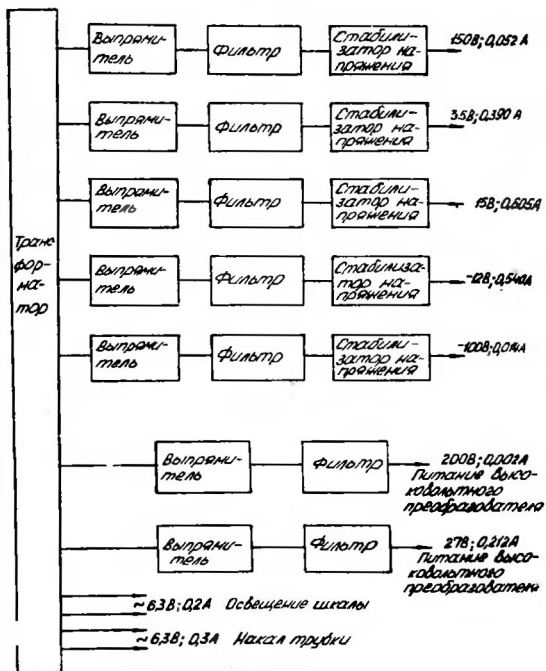 Выпрями-
тель
Фильтр
Стабили-
затор на-
пряжения
150В; 0,052 А
Выпрями-
тель
Фильтр
Стабили-
затор на-
пряжения
35В; 0,390 А
Выпрями-
тель
Фильтр
Стабили-
затор на-
пряжения
15В; 0,605А
Транс-
фор-
матор
Выпрями-
тель
Фильтр
Стабилиза-
тор на-
пряжения
-12В; 0,540А
Выпрями-
тель
Фильтр
Стабили-
затор на-
пряжения
-100В; 0,014А
Выпрями-
тель
Фильтр
200В; 0,002А
Питание высо-
ковольтного
преобразователя
Выпрями-
тель
Фильтр
27В; 0,212А
Питание высо-
ковольтного
преобразователя
~6,3В; 0,2А Освещение шкалы
~6,3В; 0,3А Накал трубки